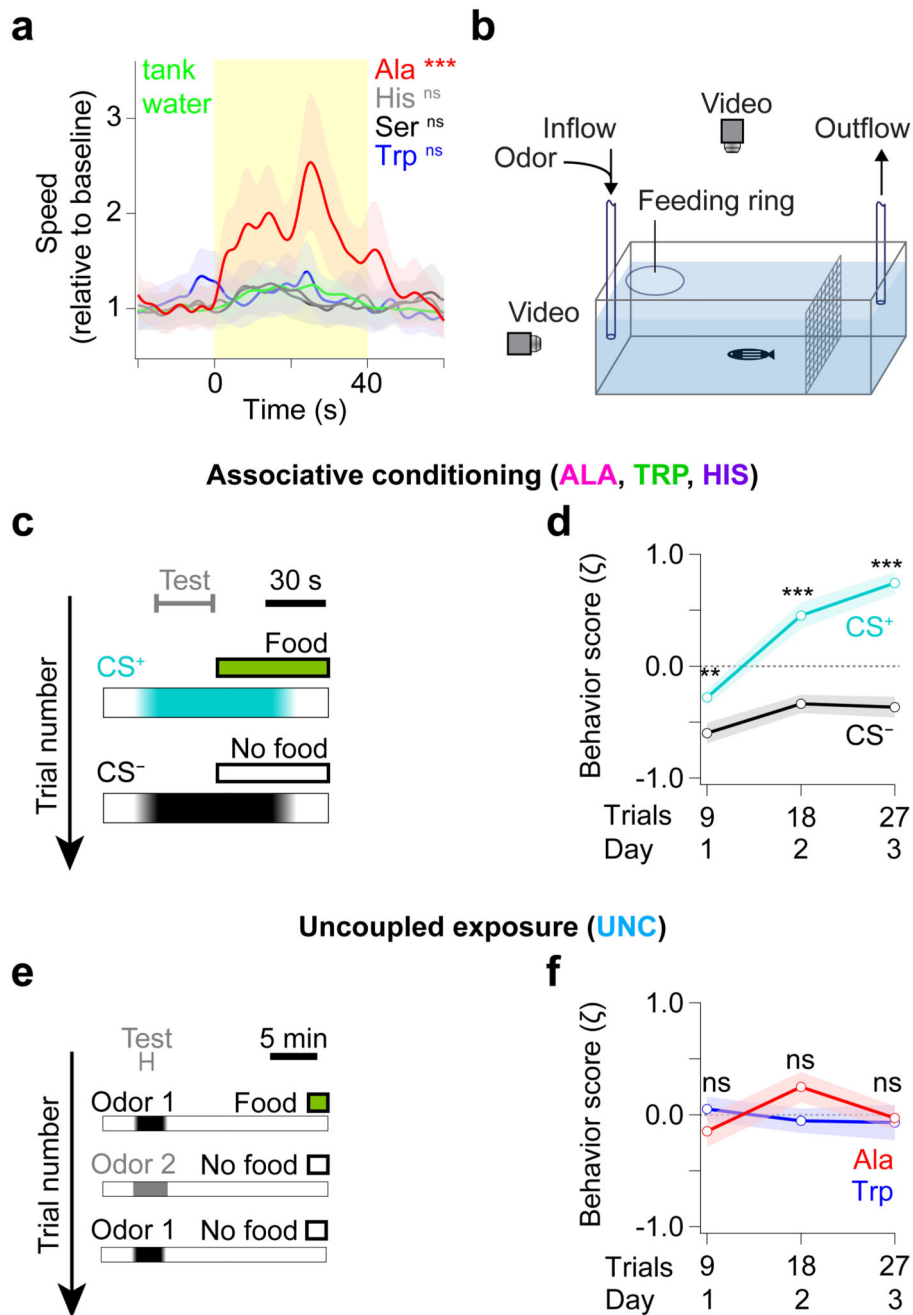 a
tank
water
Ala ***
His ns
Ser ns
Trp ns
3
2
1
Speed
(relative to baseline)
0
40
Time (s)
b
Video
Inflow
Outflow
Odor
Feeding ring
Video
Associative conditioning (ALA, TRP, HIS)
c
Test
30 s
Food
CS+
No food
CS–
Trial number
d
1.0
0.0
-1.0
Behavior score (ζ)
**
***
***
CS+
CS–
Trials 9 18 27
Day 1 2 3
Uncoupled exposure (UNC)
e
Test
5 min
Odor 1 Food
Odor 2 No food
Odor 1 No food
Trial number
f
1.0
0.0
-1.0
Behavior score (ζ)
ns
ns
ns
Ala
Trp
Trials 9 18 27
Day 1 2 3